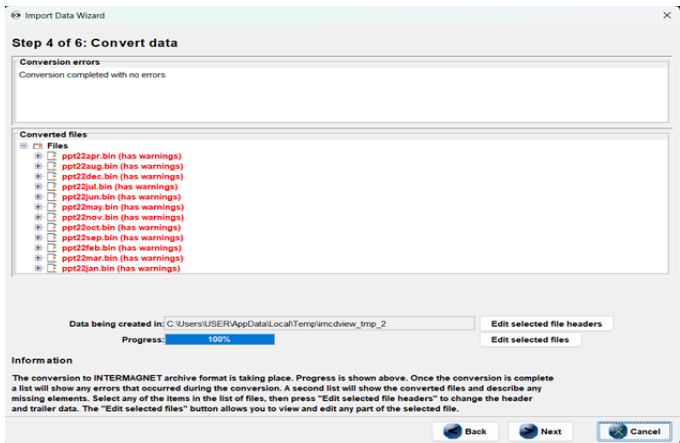 Import Data Wizard
Step 4 of 6: Convert data
Conversion errors
Conversion completed with no errors
Converted files
Files
ppt22apr.bin (has warnings)
ppt22aug.bin (has warnings)
ppt22dec.bin (has warnings)
ppt22jul.bin (has warnings)
ppt22jun.bin (has warnings)
ppt22may.bin (has warnings)
ppt22nov.bin (has warnings)
ppt22oct.bin (has warnings)
ppt22sep.bin (has warnings)
ppt22feb.bin (has warnings)
ppt22mar.bin (has warnings)
ppt22jan.bin (has warnings)
Data being created in: C:\Users\USER\AppData\Local\Temp\imcdview_tmp_2 Edit selected file headers
Progress: 100% Edit selected files
Information
The conversion to INTERMAGNET archive format is taking place. Progress is shown above. Once the conversion is complete
a list will show any errors that occurred during the conversion. A second list will show the converted files and describe any
missing elements. Select any of the items in the list of files, then press "Edit selected file headers" to change the header
and trailer data. The "Edit selected files" button allows you to view and edit any part of the selected file.
Back Next Cancel